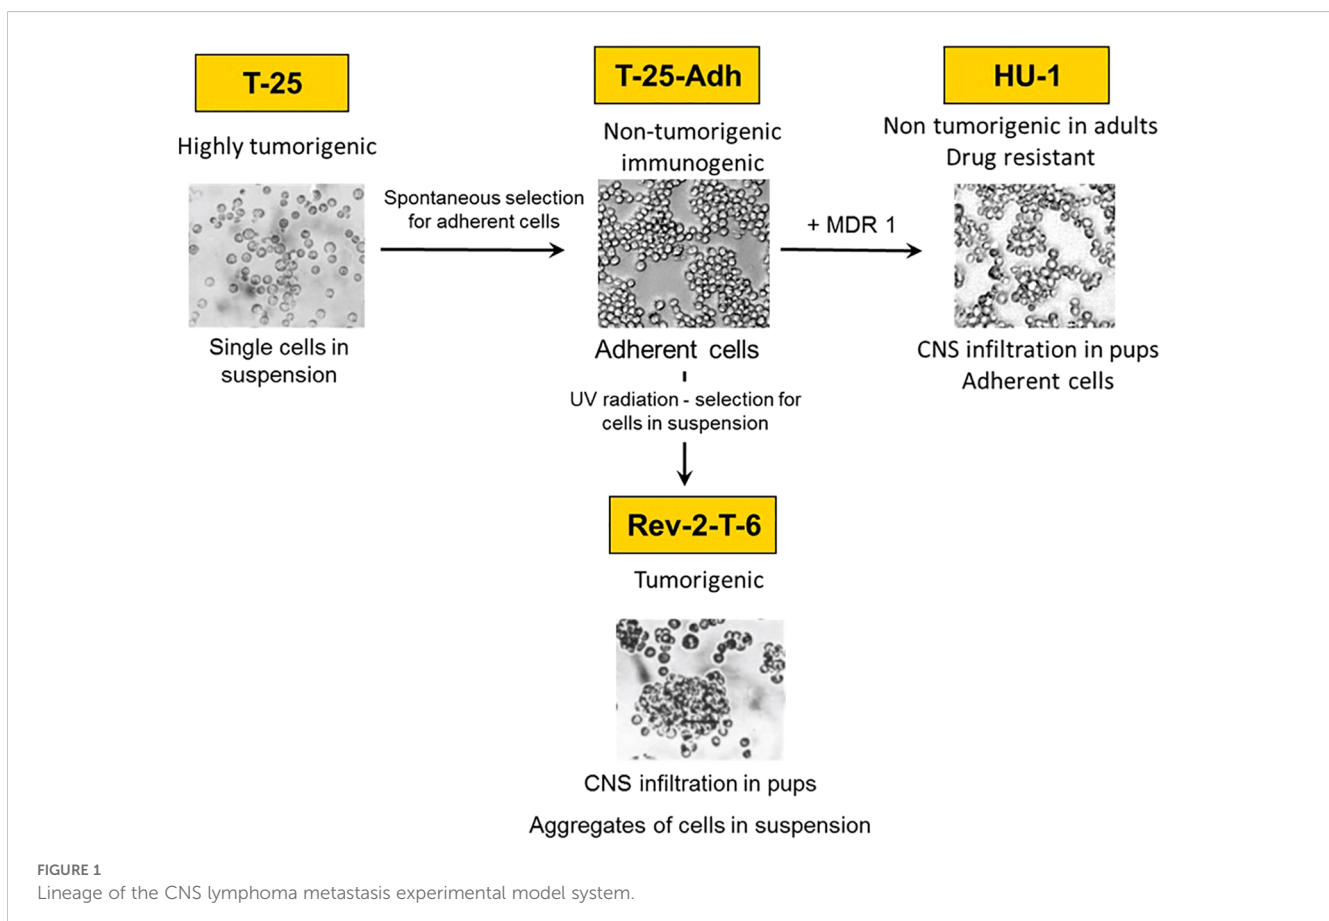 T-25
Highly tumorigenic
Single cells in
suspension
Spontaneous selection
for adherent cells
T-25-Adh
Non-tumorigenic
immunogenic
Adherent cells
+ MDR 1
HU-1
Non tumorigenic in adults
Drug resistant
CNS infiltration in pups
Adherent cells
UV radiation - selection for
cells in suspension
Rev-2-T-6
Tumorigenic
CNS infiltration in pups
Aggregates of cells in suspension
FIGURE 1
Lineage of the CNS lymphoma metastasis experimental model system.